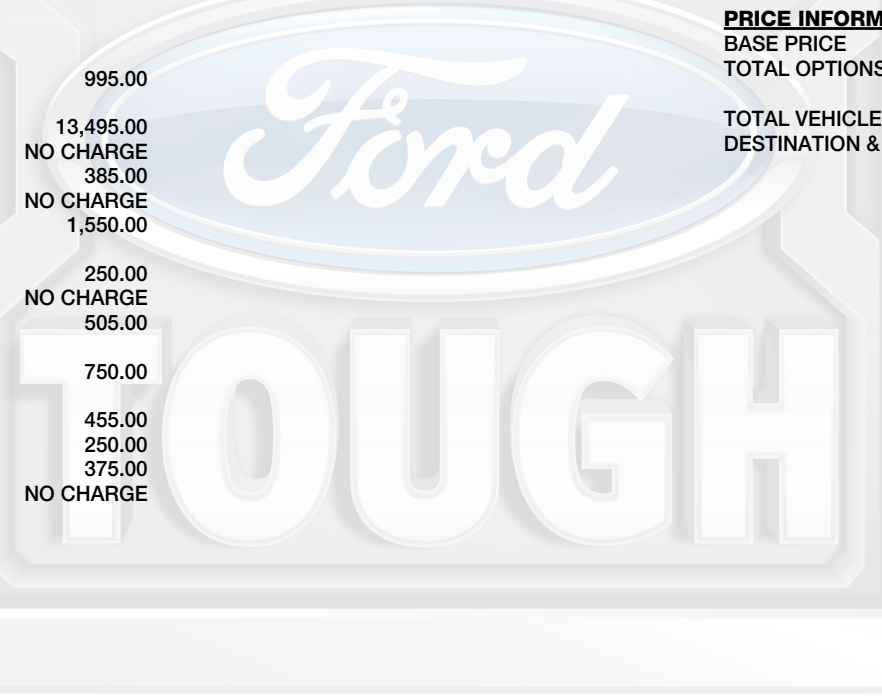 995.00
13,495.00
NO CHARGE
385.00
NO CHARGE
1,550.00
250.00
NO CHARGE
505.00
750.00
455.00
250.00
375.00
NO CHARGE
PRICE INFORM
BASE PRICE
TOTAL OPTIONS
TOTAL VEHICLE
DESTINATION &
Ford
TOUGH